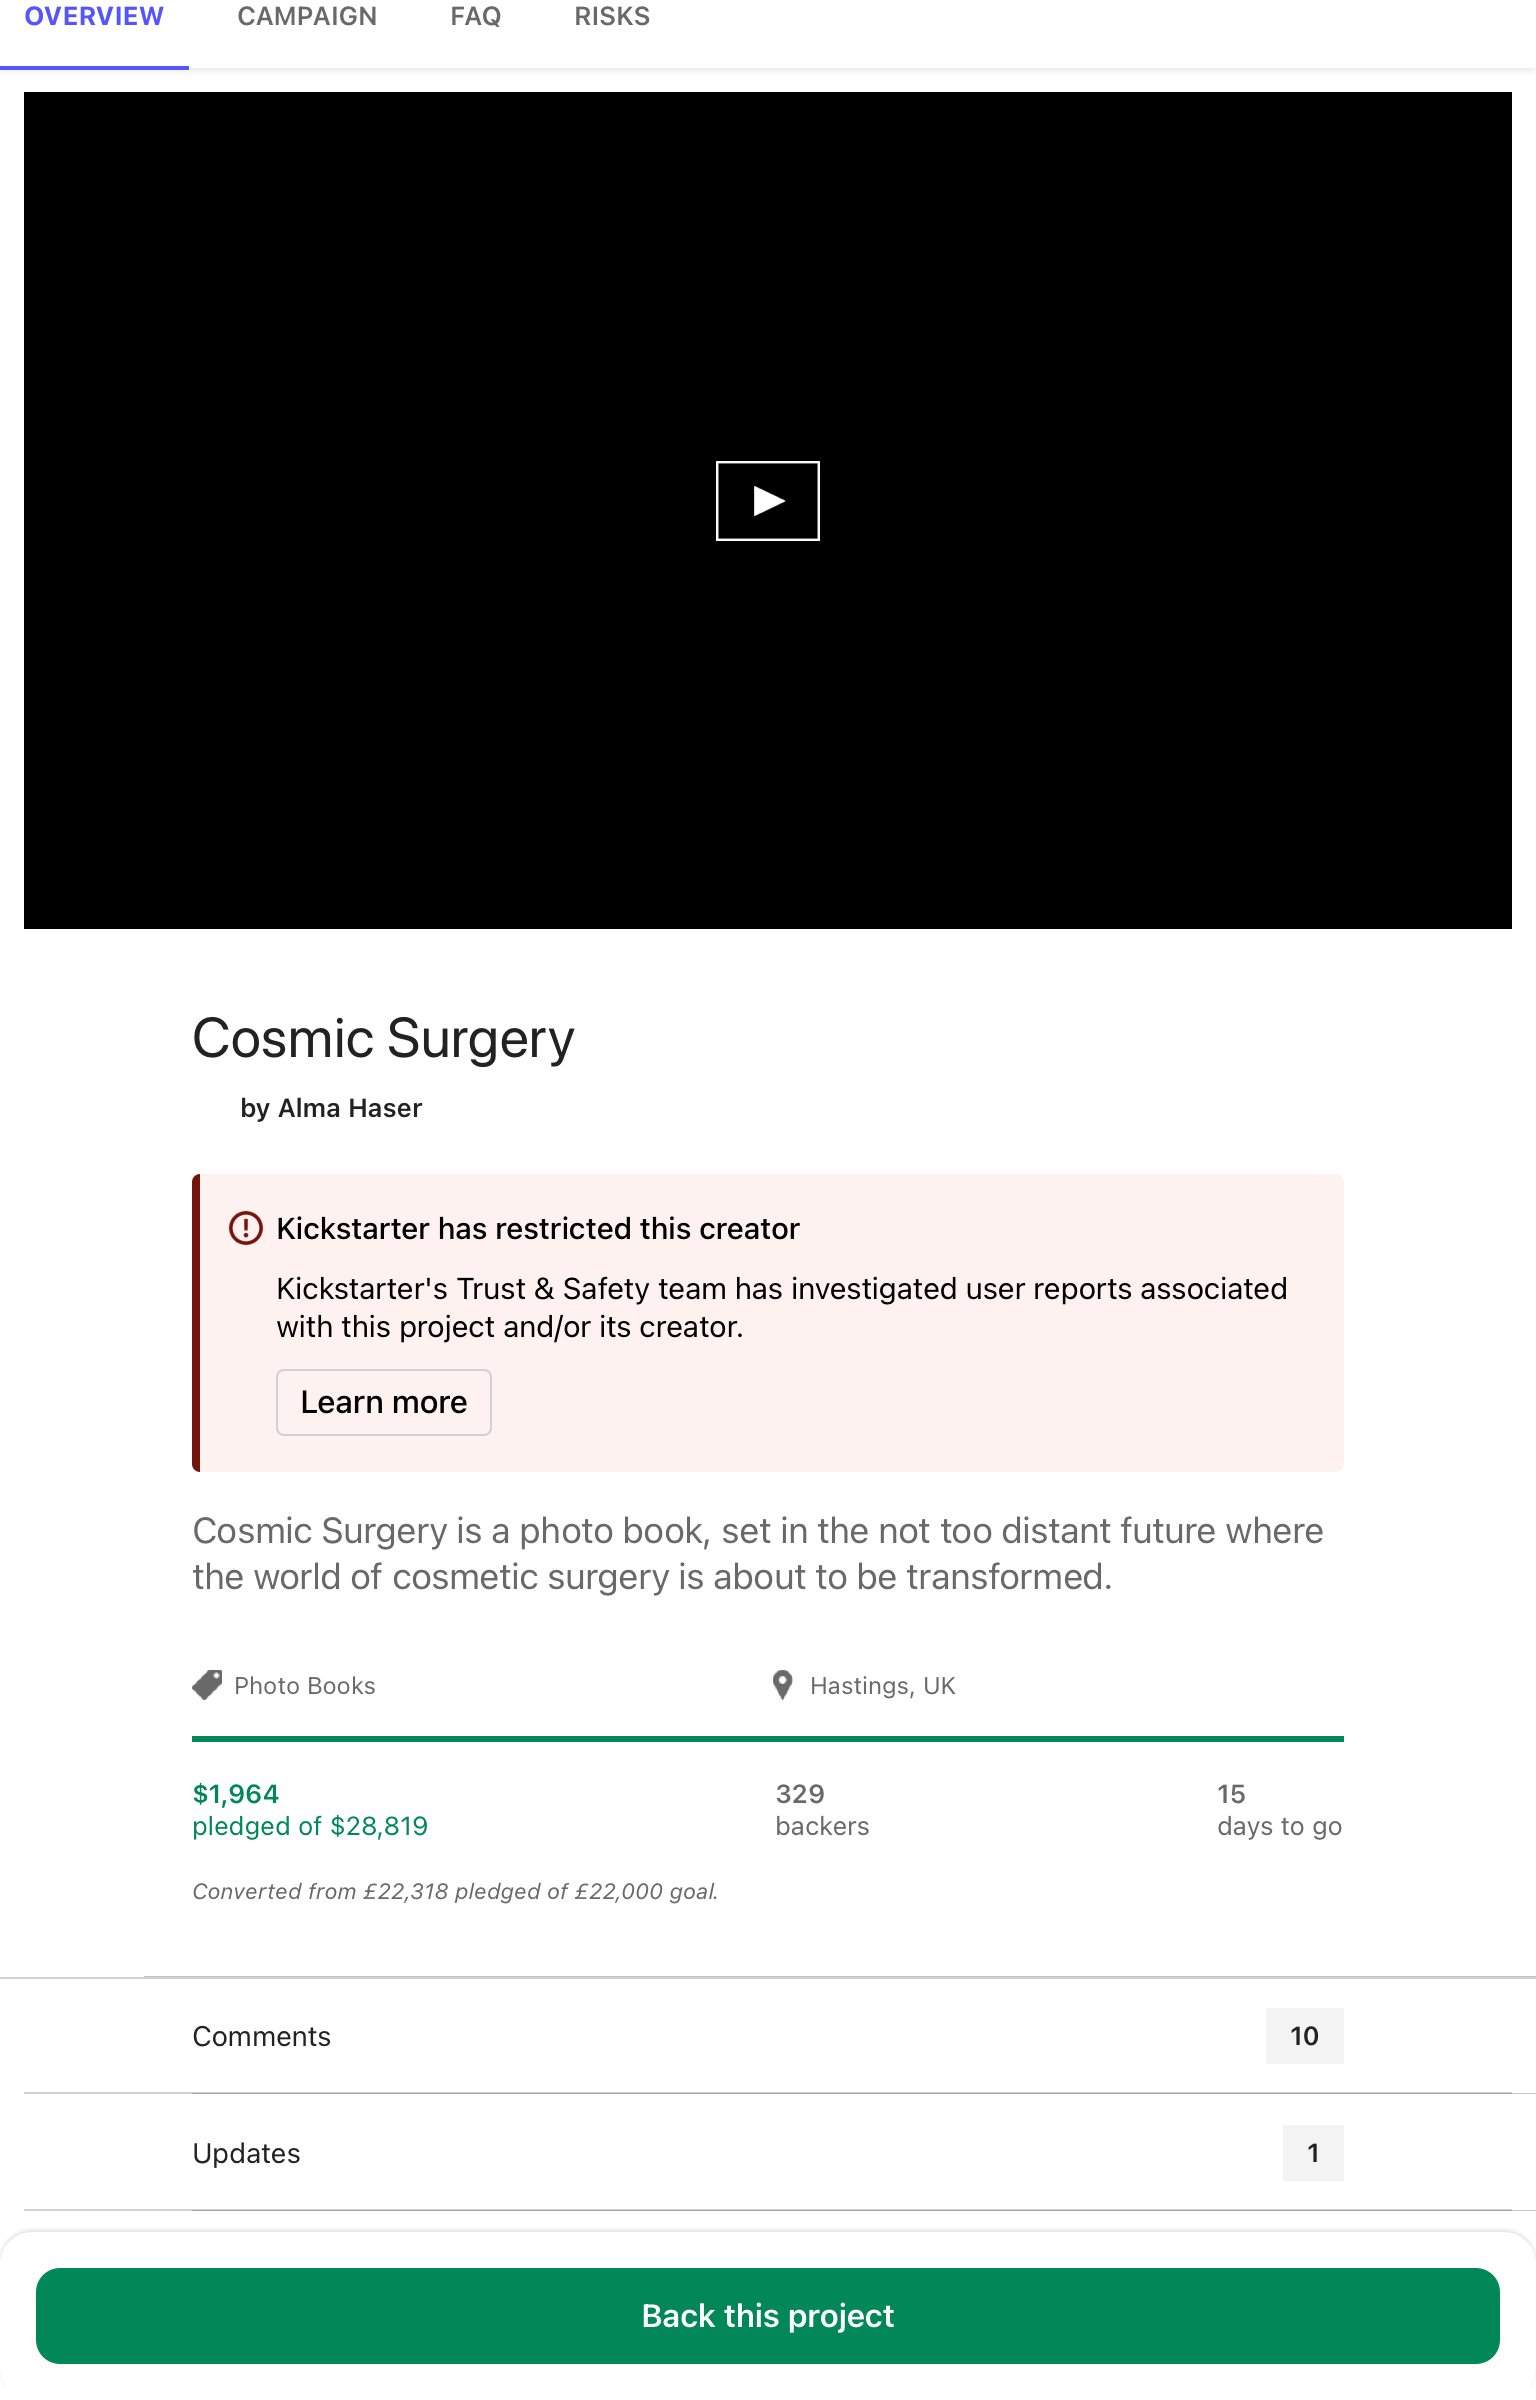 OVERVIEW CAMPAIGN FAQ RISKS
Cosmic Surgery
by Alma Haser
Kickstarter has restricted this creator
Kickstarter's Trust & Safety team has investigated user reports associated
with this project and/or its creator.
Learn more
Cosmic Surgery is a photo book, set in the not too distant future where
the world of cosmetic surgery is about to be transformed.
Photo Books Hastings, UK
$1,964 329 15
pledged of $28,819 backers days to go
Converted from £22,318 pledged of £22,000 goal.
Comments 10
Updates 1
Back this project